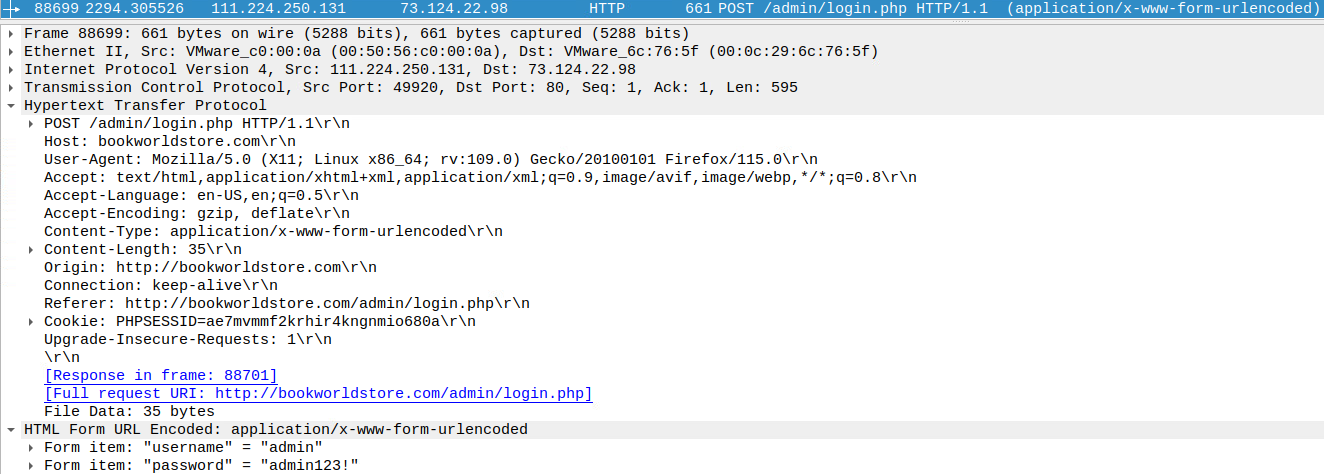 88699 2294.305526 111.224.250.131 73.124.22.98 HTTP 661 POST /admin/login.php HTTP/1.1 (application/x-www-form-urlencoded)
Frame 88699: 661 bytes on wire (5288 bits), 661 bytes captured (5288 bits)
Ethernet II, Src: VMware_c0:00:0a (00:50:56:c0:00:0a), Dst: VMware_6c:76:5f (00:0c:29:6c:76:5f)
Internet Protocol Version 4, Src: 111.224.250.131, Dst: 73.124.22.98
Transmission Control Protocol, Src Port: 49920, Dst Port: 80, Seq: 1, Ack: 1, Len: 595
Hypertext Transfer Protocol
POST /admin/login.php HTTP/1.1\r\n
Host: bookworldstore.com\r\n
User-Agent: Mozilla/5.0 (X11; Linux x86_64; rv:109.0) Gecko/20100101 Firefox/115.0\r\n
Accept: text/html,application/xhtml+xml,application/xml;q=0.9,image/avif,image/webp,*/*;q=0.8\r\n
Accept-Language: en-US,en;q=0.5\r\n
Accept-Encoding: gzip, deflate\r\n
Content-Type: application/x-www-form-urlencoded\r\n
Content-Length: 35\r\n
Origin: http://bookworldstore.com\r\n
Connection: keep-alive\r\n
Referer: http://bookworldstore.com/admin/login.php\r\n
Cookie: PHPSESSID=ae7mvmmf2krhir4kngnmio680a\r\n
Upgrade-Insecure-Requests: 1\r\n
\r\n
[Response in frame: 88701]
[Full request URI: http://bookworldstore.com/admin/login.php]
File Data: 35 bytes
HTML Form URL Encoded: application/x-www-form-urlencoded
Form item: "username" = "admin"
Form item: "password" = "admin123!"